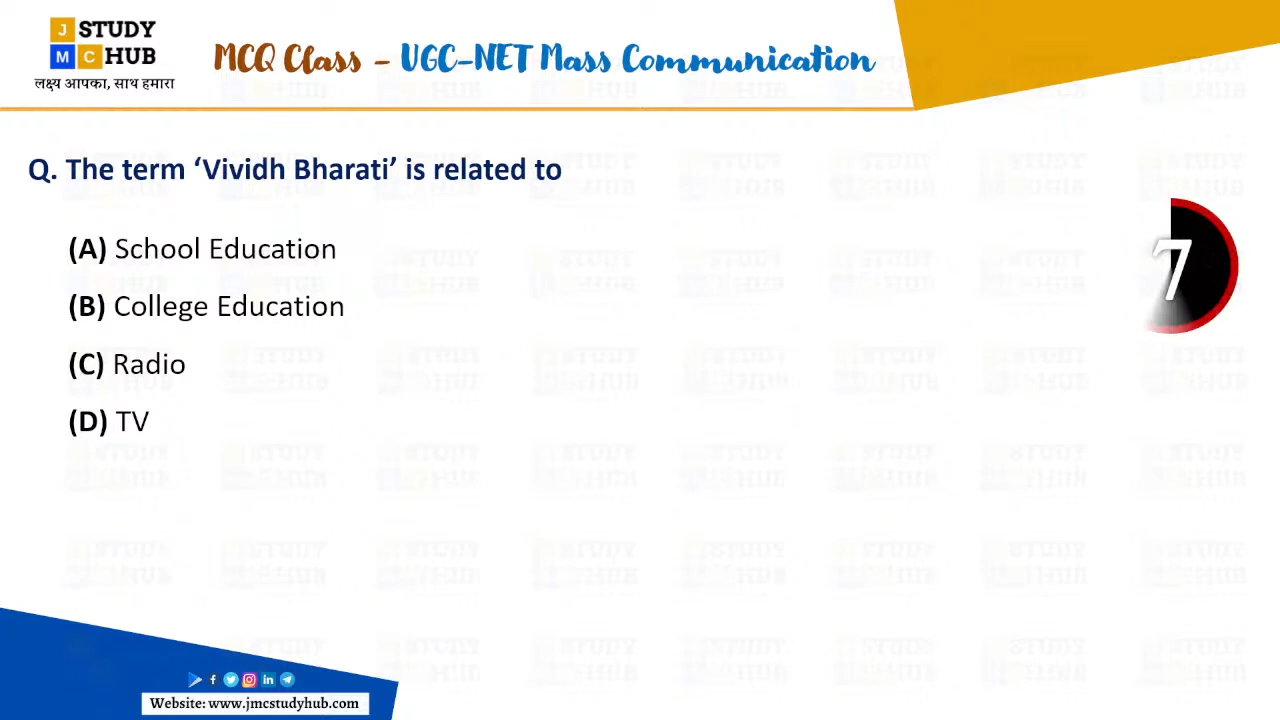 J STUDY
MC HUB
लक्ष्य आपका, साथ हमारा
MCQ Class - UGC-NET Mass Communication
Q. The term ‘Vividh Bharati’ is related to
(A) School Education
(B) College Education
(C) Radio
(D) TV
7
Website: www.jmcstudyhub.com